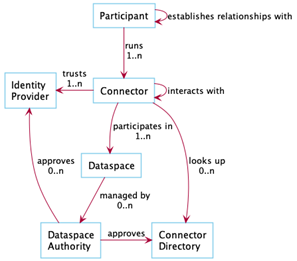 Participant
establishes relationships with
runs
1..n
trusts
1..n
Identity
Provider
Connector
interacts with
participates in
1..n
looks up
0..n
approves
0..n
Dataspace
managed by
0..n
Dataspace
Authority
approves
Connector
Directory